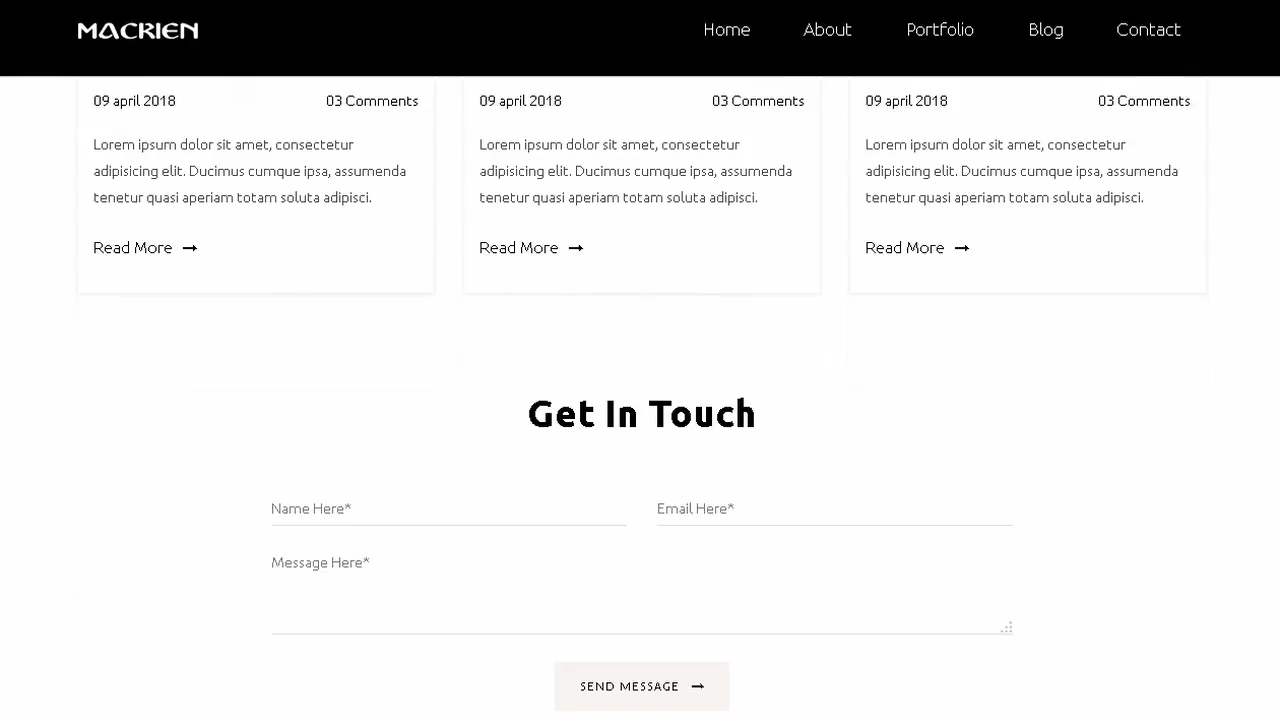 MACRIEN
Home About Portfolio Blog Contact
09 april 2018 03 Comments
Lorem ipsum dolor sit amet, consectetur
adipisicing elit. Ducimus cumque ipsa, assumenda
tenetur quasi aperiam totam soluta adipisci.
Read More
09 april 2018 03 Comments
Lorem ipsum dolor sit amet, consectetur
adipisicing elit. Ducimus cumque ipsa, assumenda
tenetur quasi aperiam totam soluta adipisci.
Read More
09 april 2018 03 Comments
Lorem ipsum dolor sit amet, consectetur
adipisicing elit. Ducimus cumque ipsa, assumenda
tenetur quasi aperiam totam soluta adipisci.
Read More
Get In Touch
Name Here*
Email Here*
Message Here*
SEND MESSAGE